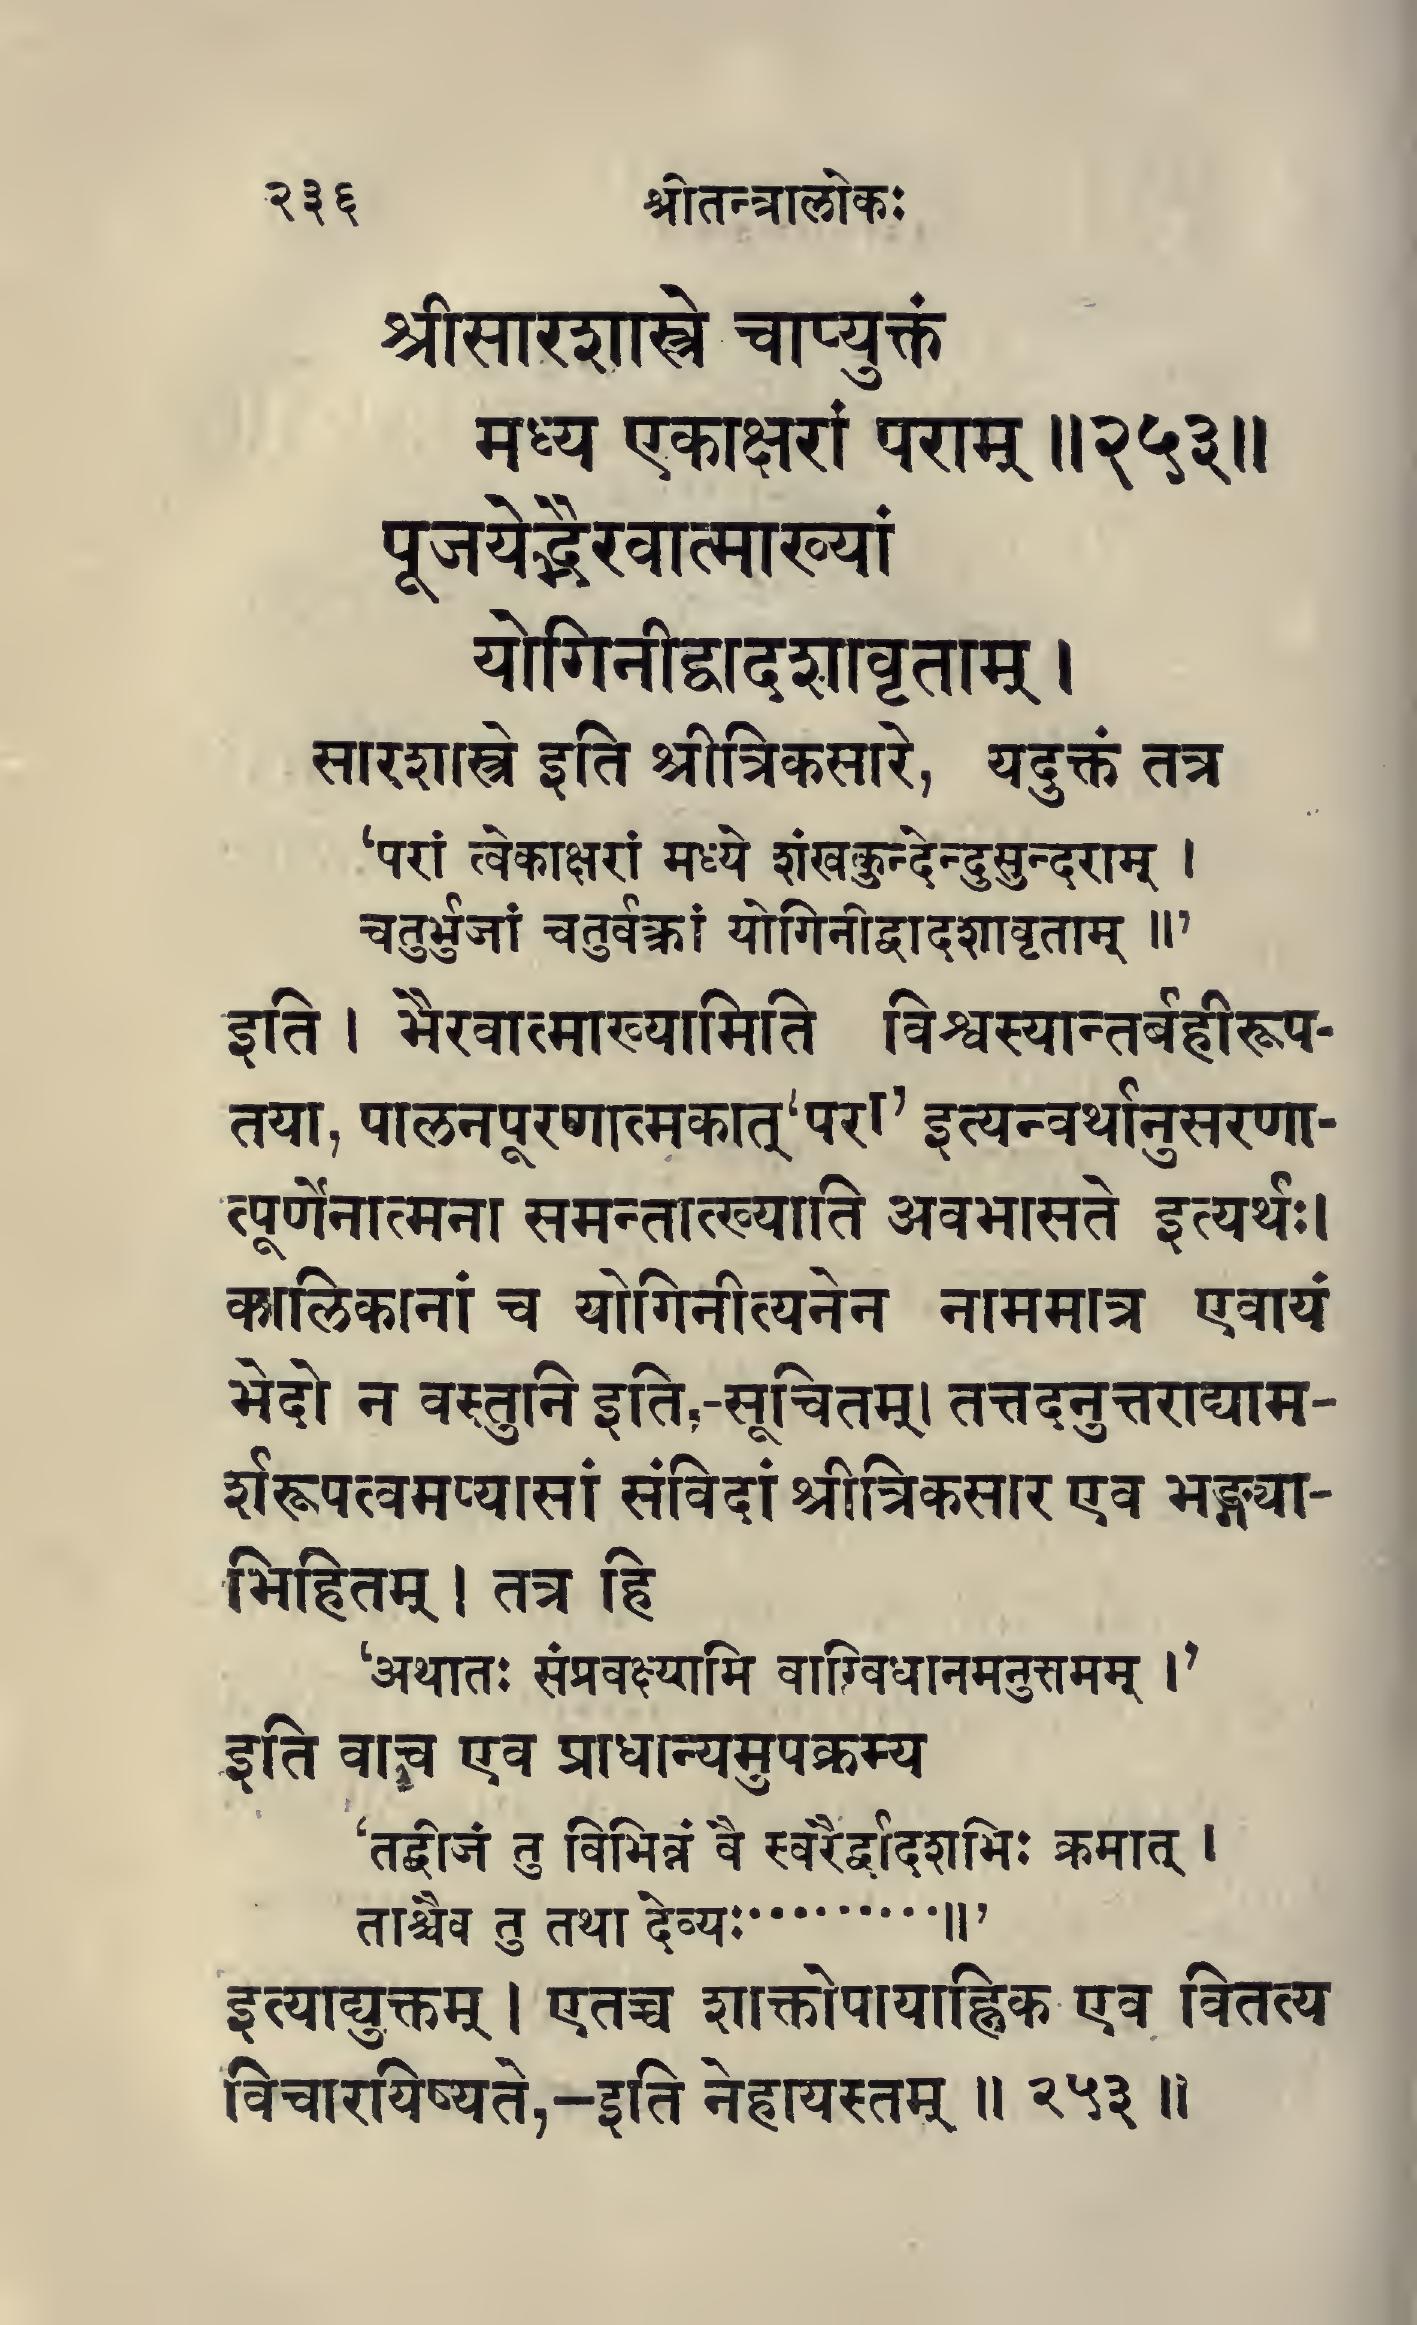 २३६ श्रीतन्त्रालोकः
श्रीसारशास्त्रे चाप्युक्तं
मध्य एकाक्षरां पराम् ॥२५३॥
पूजयेद्भैरवात्माख्यां
योगिनीद्वादशावृताम् ।
सारशास्त्रे इति श्रीत्रिकसारे, यदुक्तं तत्र
‘परां त्वेकाक्षरां मध्ये शंखकुन्देन्दुसुन्दराम् ।
चतुर्भुजां चतुर्वक्त्रां योगिनीद्वादशावृताम् ॥’
इति । भैरवात्माख्यामिति विश्वस्यान्तर्बहीरूप-
तया, पालनपूरणात्मकात् ‘परा’ इत्यन्वर्थानुसरणा-
त्पूर्णेनात्मना समन्तात्ख्याति अवभासते इत्यर्थः।
कालिकानां च योगिनीत्यनेन नाममात्र एवायं
भेदो न वस्तुनि इति,-सूचितम्। तत्तदनुत्तराद्याम-
र्शरूपत्वमप्यासां संविदां श्रीत्रिकसार एव भङ्ग्या-
भिहितम् । तत्र हि
‘अथातः संप्रवक्ष्यामि वाग्विधानमनुत्तमम् ।’
इति वाच एव प्राधान्यमुपक्रम्य
‘तद्बीजं तु विभिन्नं वै स्वरैर्द्वादशभिः क्रमात् ।
ताश्चैव तु तथा देव्यः··········॥’
इत्याद्युक्तम् । एतच्च शाक्तोपायाह्निक एव वितत्य
विचारयिष्यते,–इति नेहायस्तम् ॥ २५३ ॥